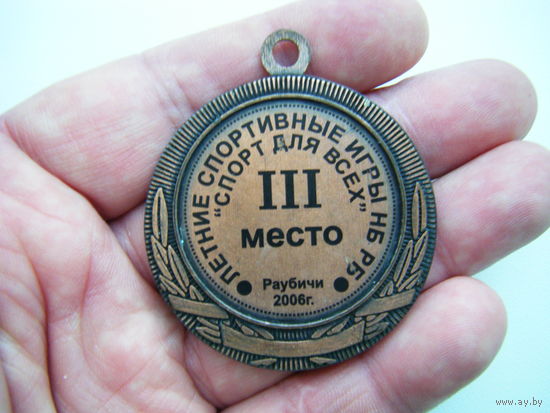 ЛЕТНИЕ СПОРТИВНЫЕ ИГРЫ НБ РБ
“СПОРТ ДЛЯ ВСЕХ”
III
место
Раубичи
2006г.
© www.ay.by